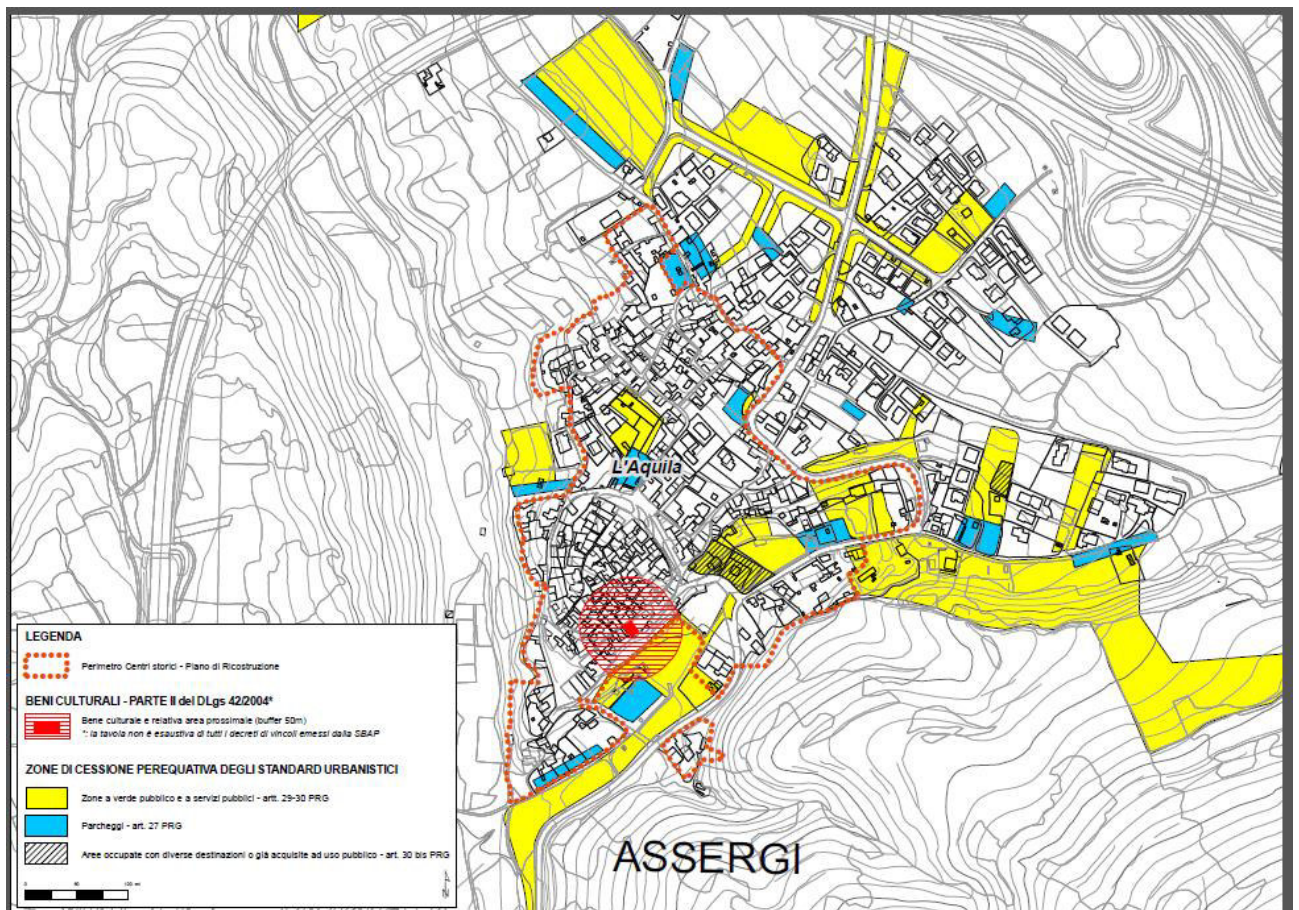 L'Aquila
LEGENDA
Perimetro Centri storici - Piano di Ricostruzione
BENI CULTURALI - PARTE II del DLgs 42/2004*
Bene culturale e relativa area prossimale (buffer 50m)
*: la tavola non è esaustiva di tutti i decreti di vincoli emessi dalla SBAP
ZONE DI CESSIONE PEREQUATIVA DEGLI STANDARD URBANISTICI
Zone a verde pubblico e a servizi pubblici - artt. 29-30 PRG
Parcheggi - art. 27 PRG
Aree occupate con diverse destinazioni o già acquisite ad uso pubblico - art. 30 bis PRG
N
ASSERGI